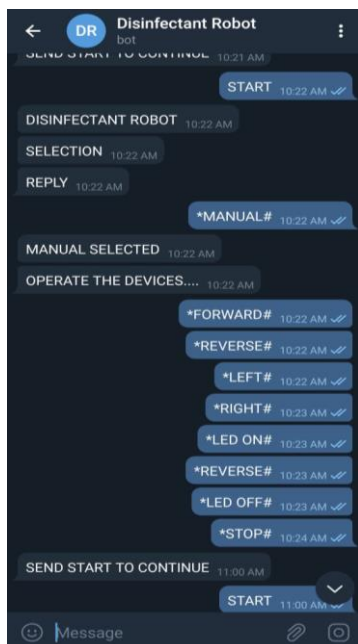 Disinfectant Robot
DR
bot
SEND START TO CONTINUE 10:21 AM
START 10:22 AM
DISINFECTANT ROBOT 10:22 AM
SELECTION 10:22 AM
REPLY 10:22 AM
*MANUAL# 10:22 AM
MANUAL SELECTED 10:22 AM
OPERATE THE DEVICES.... 10:22 AM
*FORWARD# 10:22 AM
*REVERSE# 10:22 AM
*LEFT# 10:22 AM
*RIGHT# 10:23 AM
*LED ON# 10:23 AM
*REVERSE# 10:23 AM
*LED OFF# 10:23 AM
*STOP# 10:24 AM
SEND START TO CONTINUE 11:00 AM
START 11:00 AM
Message